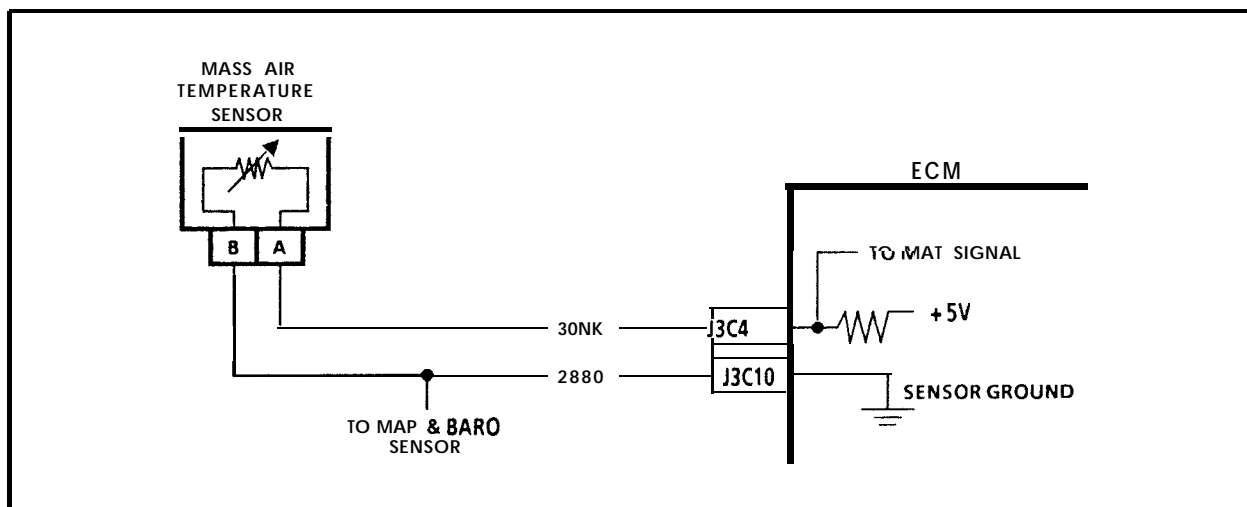 MASS AIR
TEMPERATURE
SENSOR
B A
ECM
TO MAT SIGNAL
+5V
30NK
J3C4
2880
J3C10
SENSOR GROUND
TO MAP & BARO
SENSOR